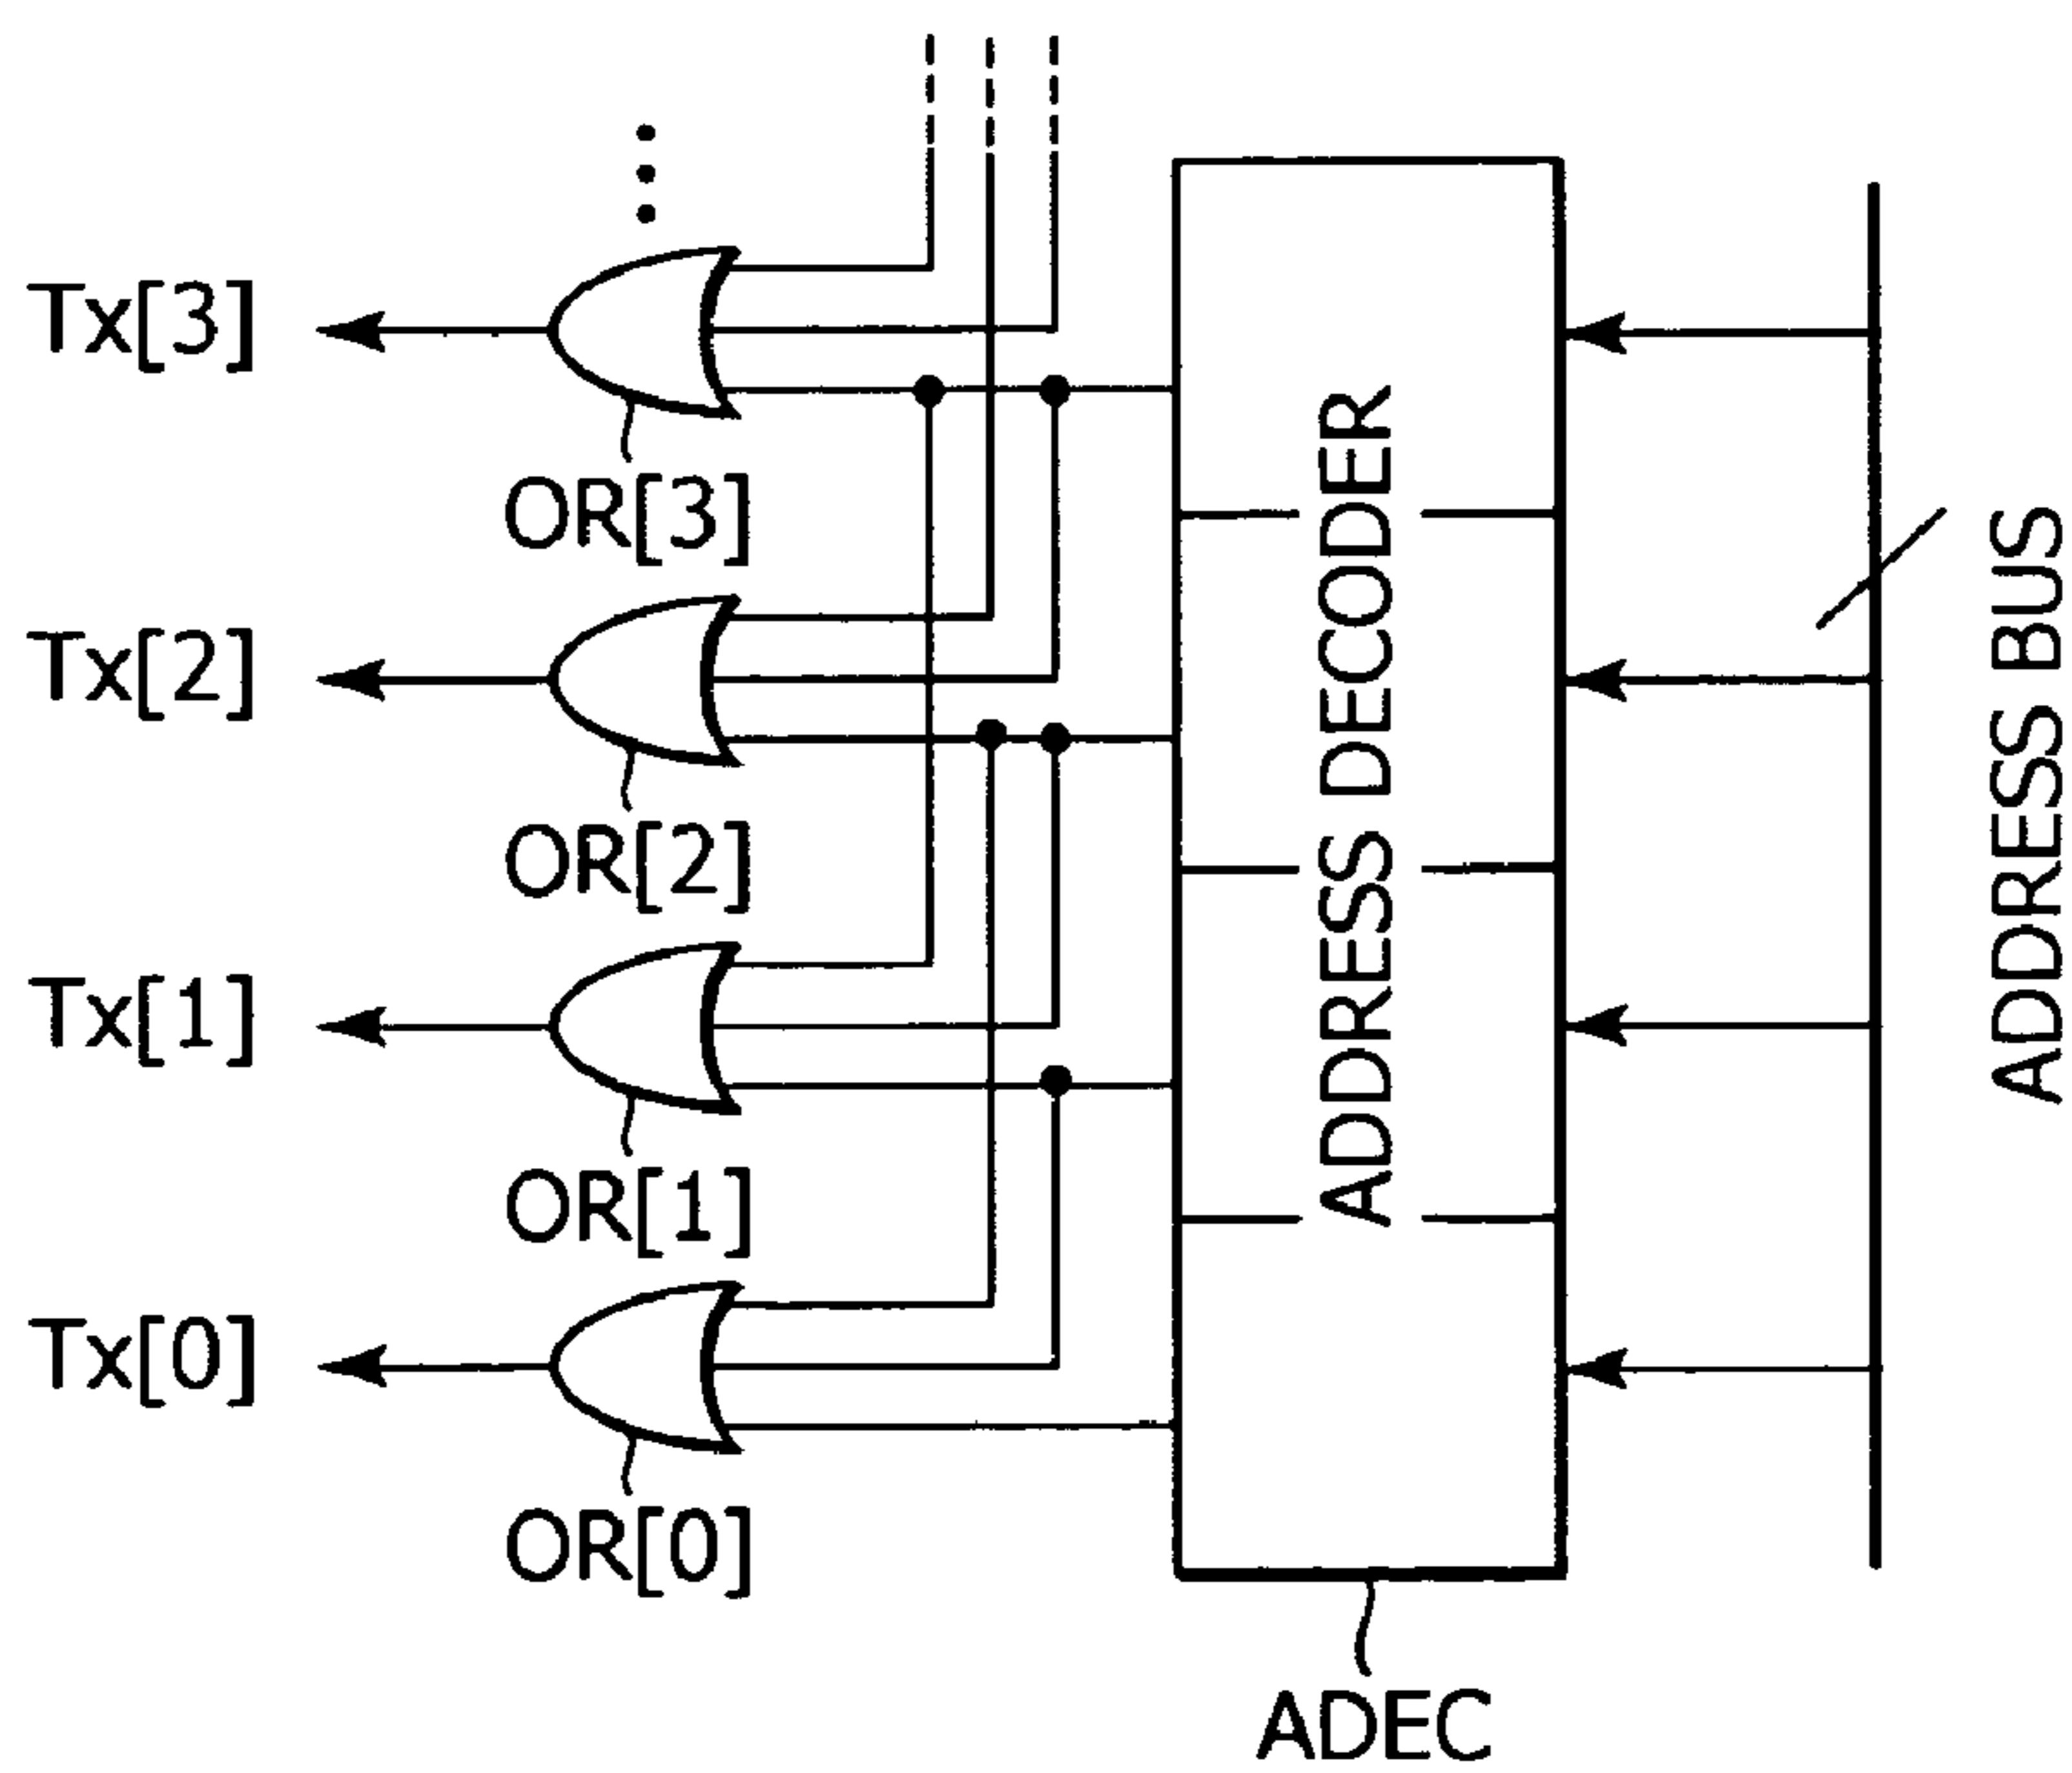 Tx[3]
OR[3]
Tx[2]
OR[2]
Tx[1]
OR[1]
Tx[0]
OR[0]
ADDRESS DECODER
ADDRESS BUS
ADEC